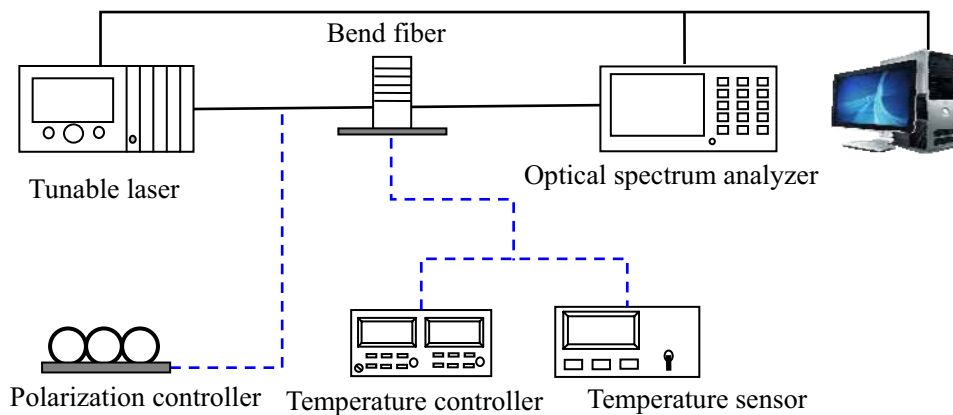 Bend fiber
Tunable laser
Optical spectrum analyzer
Polarization controller
Temperature controller
Temperature sensor